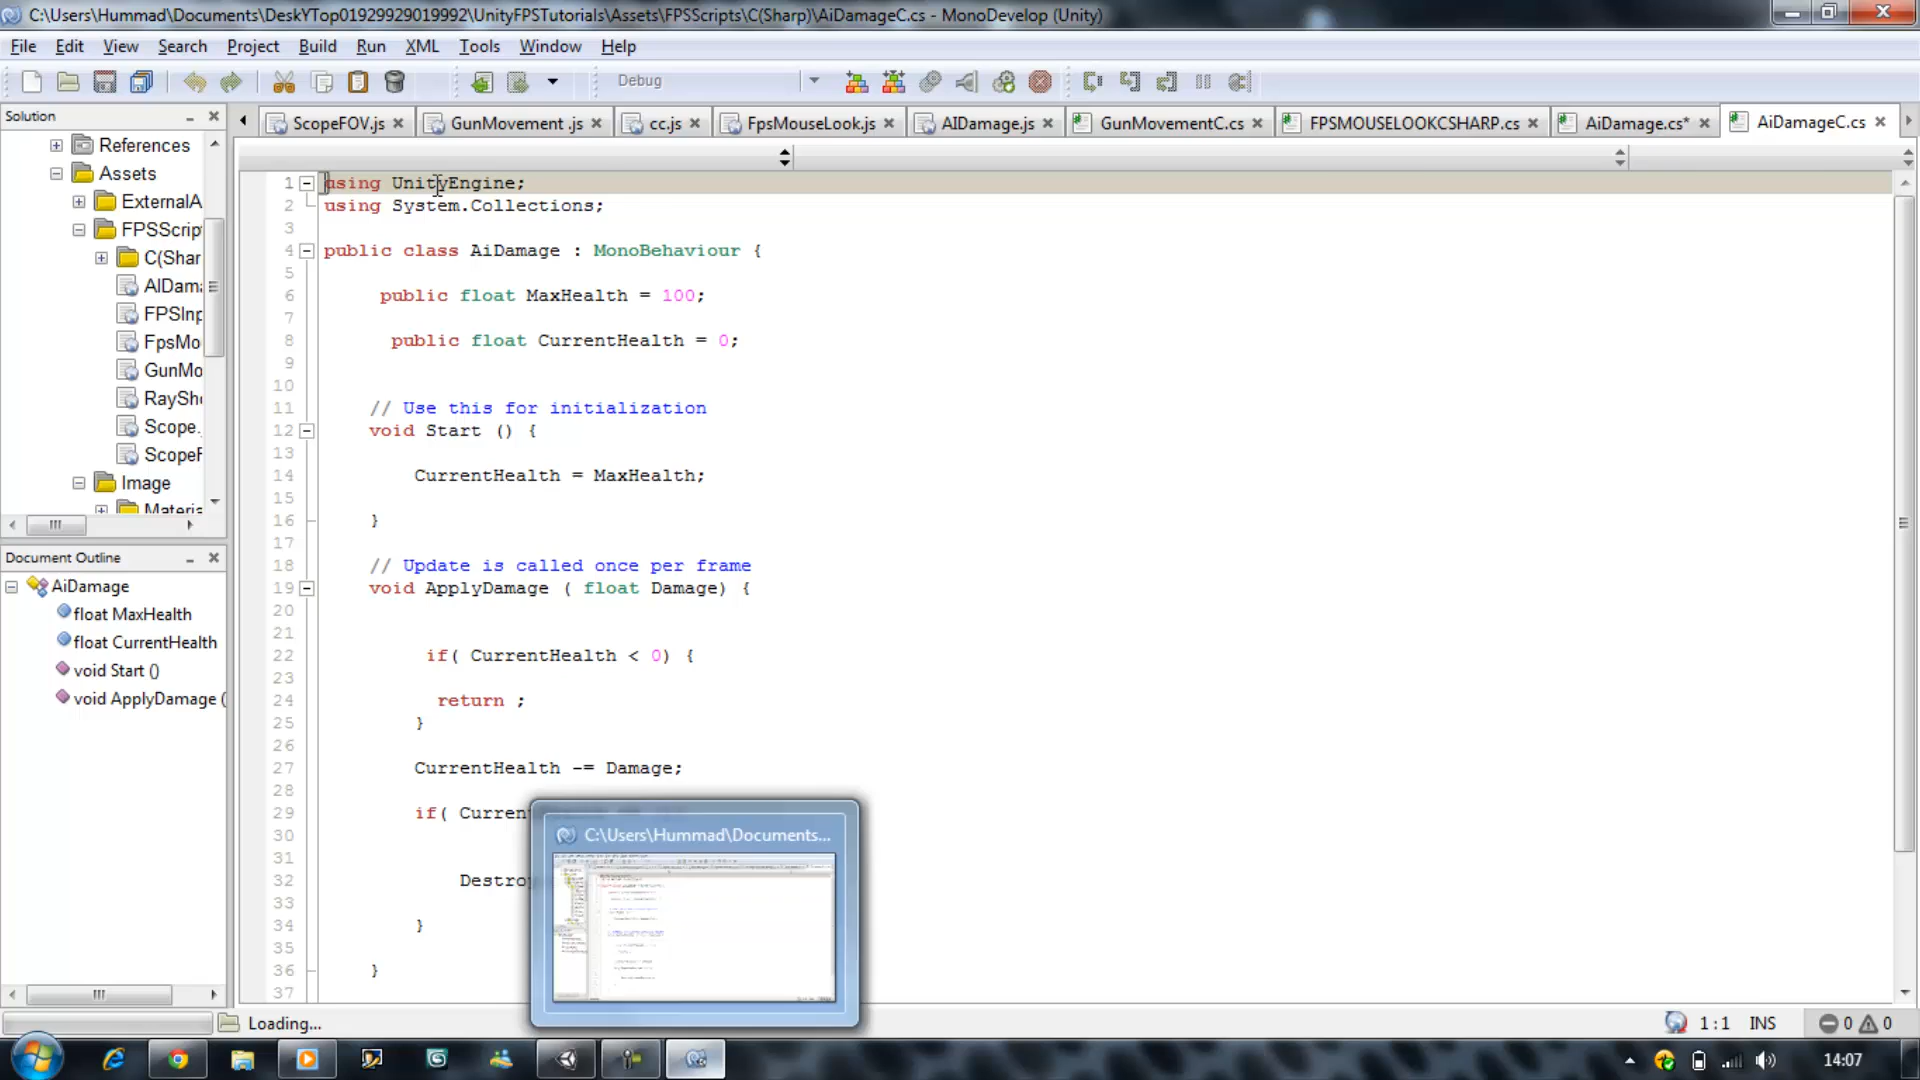 C:\Users\Hummad\Documents\DeskYTop01929929019992\UnityFPSTutorials\Assets\FPSScripts\C(Sharp)\AiDamageC.cs - MonoDevelop (Unity)
File Edit View Search Project Build Run XML Tools Window Help
Debug
Solution
ScopeFOV.js GunMovement .js cc.js FpsMouseLook.js AIDamage.js GunMovementC.cs FPSMOUSELOOKCSHARP.cs AiDamage.cs* AiDamageC.cs
References
Assets
ExternalA
FPSScrip
C(Shar
AIDam
FPSInp
FpsMo
GunMo
RaySh
Scope.
ScopeF
Image
Materia
Document Outline
AiDamage
float MaxHealth
float CurrentHealth
void Start ()
void ApplyDamage (
1 using UnityEngine;
2 using System.Collections;
3
4 public class AiDamage : MonoBehaviour {
5
6 public float MaxHealth = 100;
7
8 public float CurrentHealth = 0;
9
10
11 // Use this for initialization
12 void Start () {
13
14 CurrentHealth = MaxHealth;
15
16 }
17
18 // Update is called once per frame
19 void ApplyDamage ( float Damage) {
20
21
22 if( CurrentHealth < 0) {
23
24 return ;
25 }
26
27 CurrentHealth -= Damage;
28
29 if( Curren
30
31
32 Destro
33
34 }
35
36 }
37
C:\Users\Hummad\Documents...
Loading...
1 : 1 INS 0 0
14:07